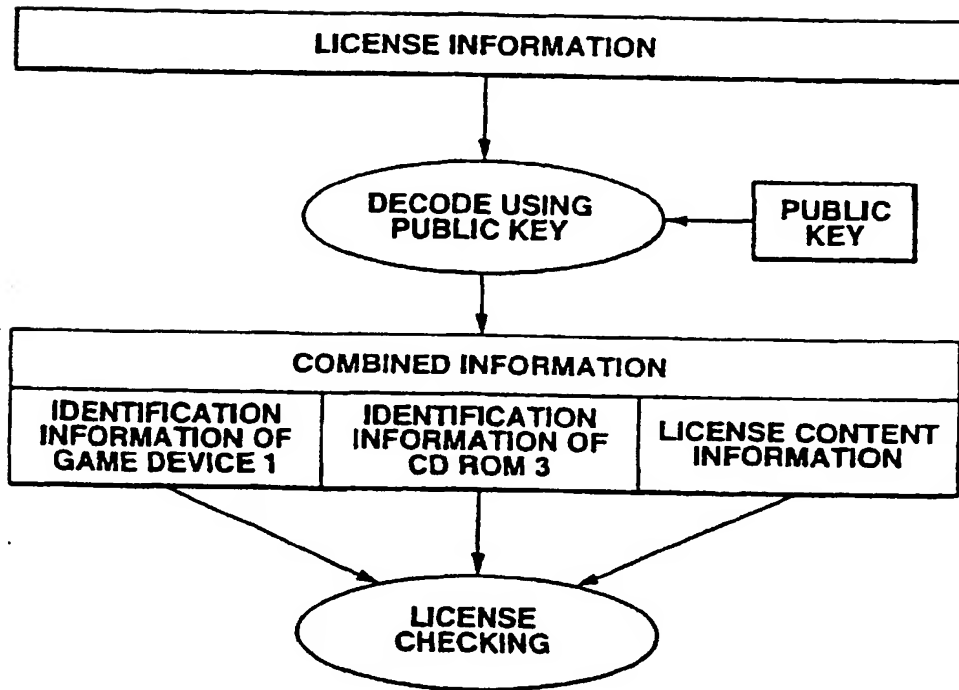 LICENSE INFORMATION
DECODE USING
PUBLIC KEY
PUBLIC
KEY
COMBINED INFORMATION
IDENTIFICATION
INFORMATION OF
GAME DEVICE 1
IDENTIFICATION
INFORMATION OF
CD ROM 3
LICENSE CONTENT
INFORMATION
LICENSE
CHECKING